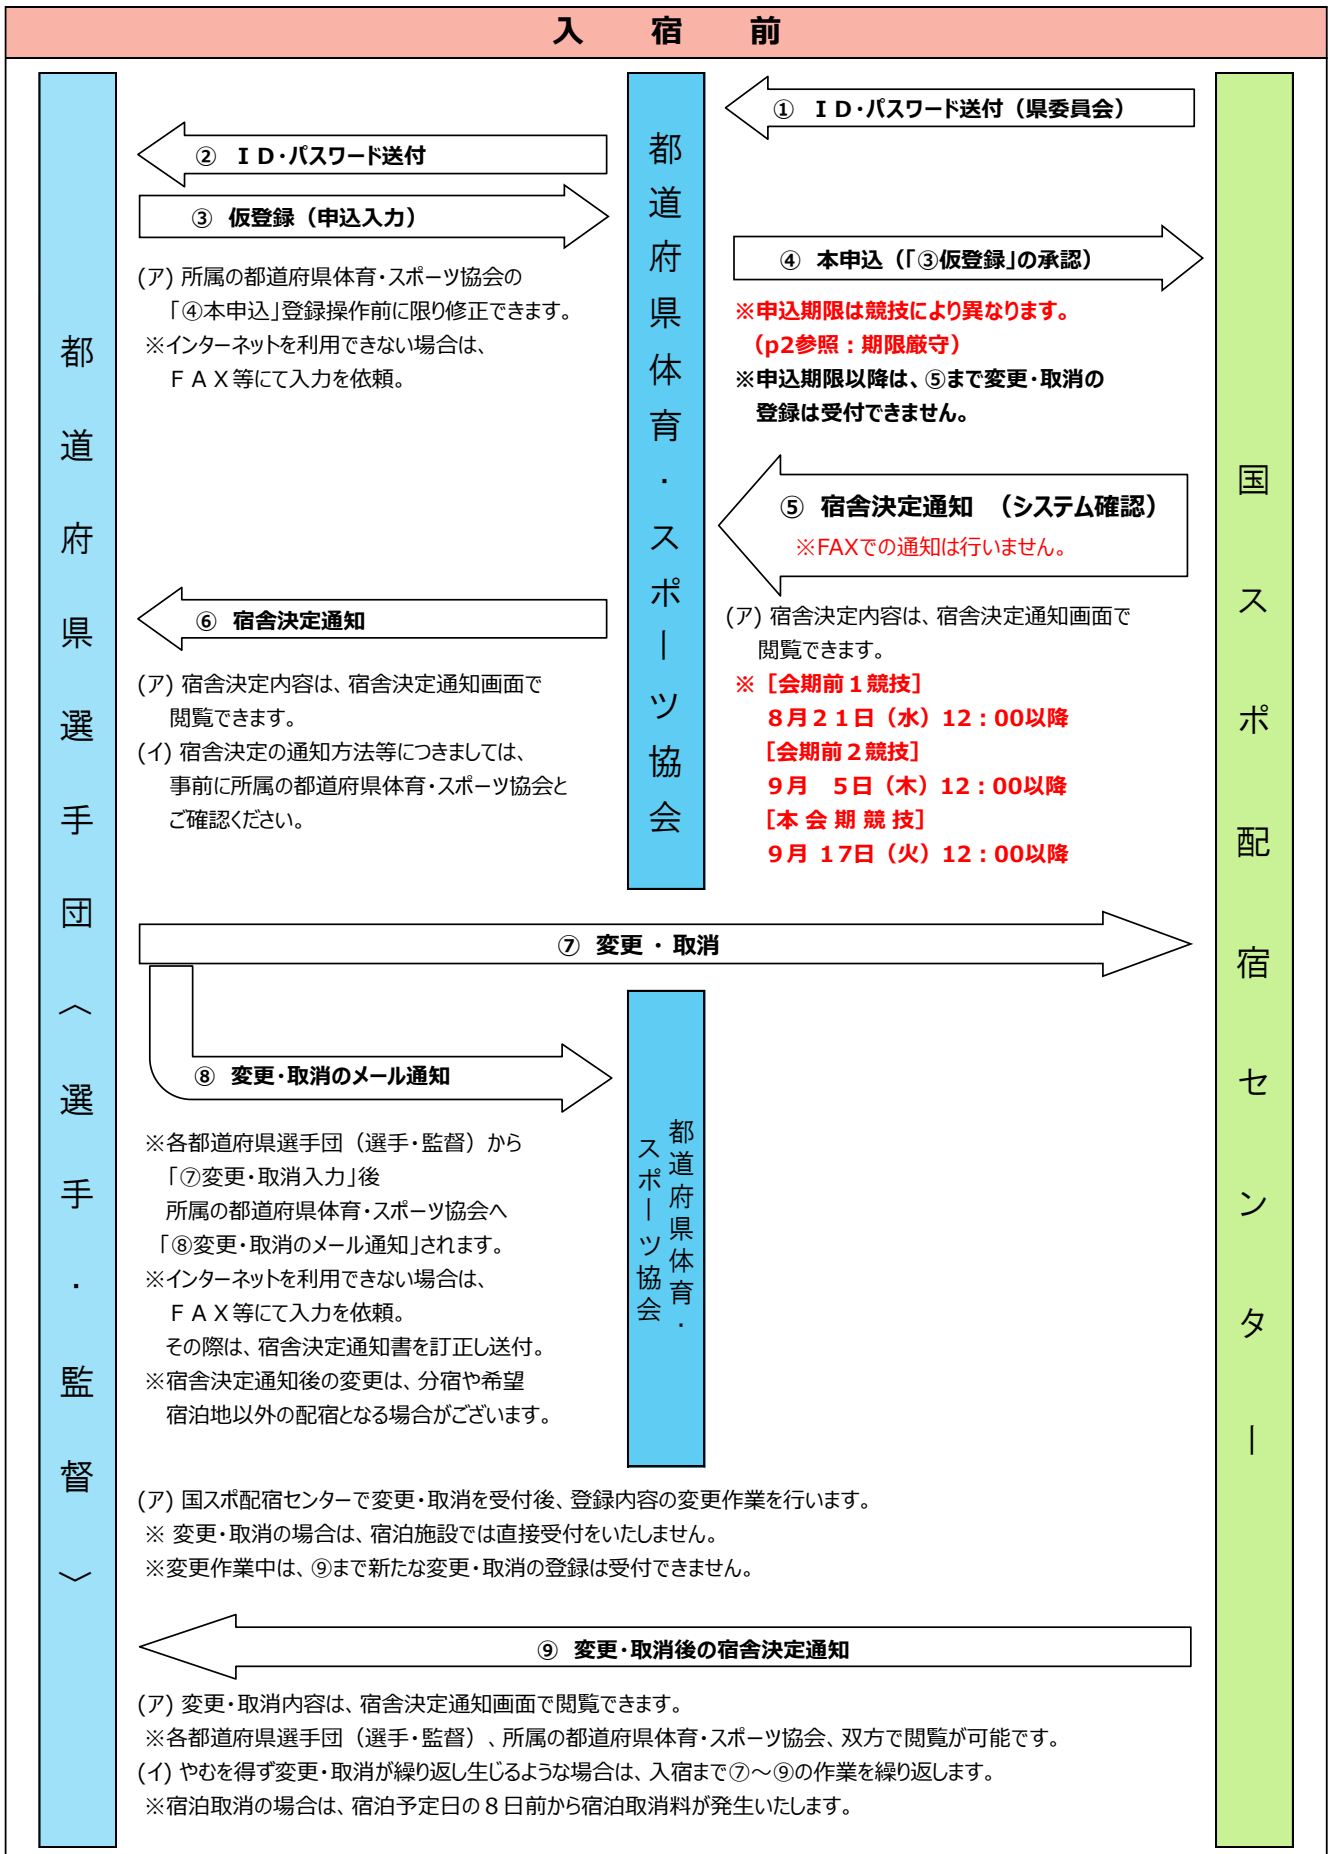 入 宿 前
都道府県選手団〈選手・監督〉
都道府県体育・スポーツ協会
国スポ配宿センター
① ＩＤ・パスワード送付（県委員会）
② ＩＤ・パスワード送付
③ 仮登録（申込入力）
(ア) 所属の都道府県体育・スポーツ協会の
「④本申込」登録操作前に限り修正できます。
※インターネットを利用できない場合は、
ＦＡＸ等にて入力を依頼。
④ 本申込（「③仮登録」の承認）
※申込期限は競技により異なります。
（p2参照：期限厳守）
※申込期限以降は、⑤まで変更・取消の
登録は受付できません。
⑤ 宿舎決定通知 （システム確認）
※FAXでの通知は行いません。
(ア) 宿舎決定内容は、宿舎決定通知画面で
閲覧できます。
※［会期前１競技］
８月２１日（水）12：00以降
［会期前２競技］
９月 ５日（木）12：00以降
［本 会 期 競 技］
９月 17日（火）12：00以降
⑥ 宿舎決定通知
(ア) 宿舎決定内容は、宿舎決定通知画面で
閲覧できます。
(イ) 宿舎決定の通知方法等につきましては、
事前に所属の都道府県体育・スポーツ協会と
ご確認ください。
⑦ 変更 ・ 取消
⑧ 変更・取消のメール通知
都道府県体育・
スポーツ協会
※各都道府県選手団（選手・監督）から
「⑦変更・取消入力」後
所属の都道府県体育・スポーツ協会へ
「⑧変更・取消のメール通知」されます。
※インターネットを利用できない場合は、
ＦＡＸ等にて入力を依頼。
その際は、宿舎決定通知書を訂正し送付。
※宿舎決定通知後の変更は、分宿や希望
宿泊地以外の配宿となる場合がございます。
(ア) 国スポ配宿センターで変更・取消を受付後、登録内容の変更作業を行います。
※ 変更・取消の場合は、宿泊施設では直接受付をいたしません。
※変更作業中は、⑨まで新たな変更・取消の登録は受付できません。
⑨ 変更・取消後の宿舎決定通知
(ア) 変更・取消内容は、宿舎決定通知画面で閲覧できます。
※各都道府県選手団（選手・監督）、所属の都道府県体育・スポーツ協会、双方で閲覧が可能です。
(イ) やむを得ず変更・取消が繰り返し生じるような場合は、入宿まで⑦～⑨の作業を繰り返します。
※宿泊取消の場合は、宿泊予定日の８日前から宿泊取消料が発生いたします。